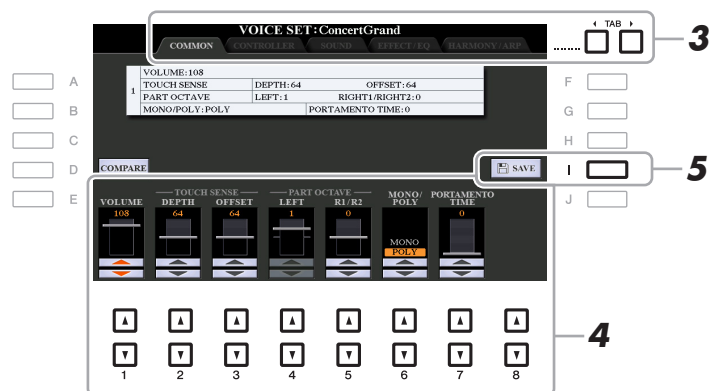 VOICE SET:ConcertGrand
TAB
COMMON CONTROLLER SOUND EFFECT/EQ HARMONY/ARP
3
VOLUME:108
1 TOUCH SENSE DEPTH:64 OFFSET:64
PART OCTAVE LEFT:1 RIGHT1/RIGHT2:0
MONO/POLY:POLY PORTAMENTO TIME:0
A
B
C
D
E
F
G
H
I
J
COMPARE
SAVE
5
TOUCH SENSE PART OCTAVE MONO/ PORTAMENTO
VOLUME DEPTH OFFSET LEFT R1/R2 POLY TIME
108 64 64 1 0 0
MONO
POLY
4
1 2 3 4 5 6 7 8